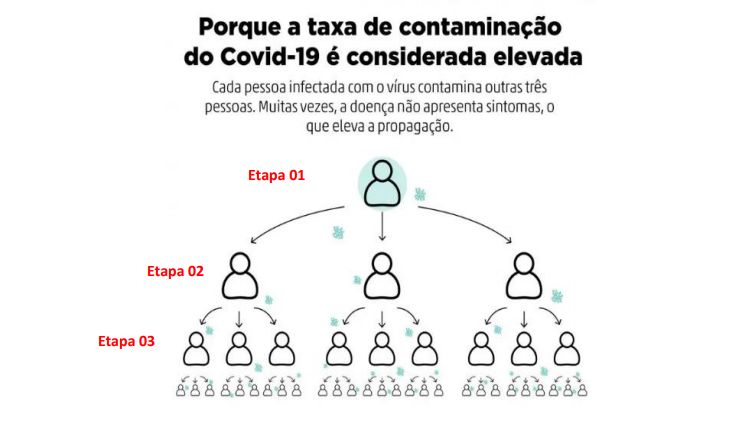 Porque a taxa de contaminação
do Covid-19 é considerada elevada
Cada pessoa infectada com o vírus contamina outras três
pessoas. Muitas vezes, a doença não apresenta sintomas, o
que eleva a propagação.
Etapa 01
Etapa 02
Etapa 03